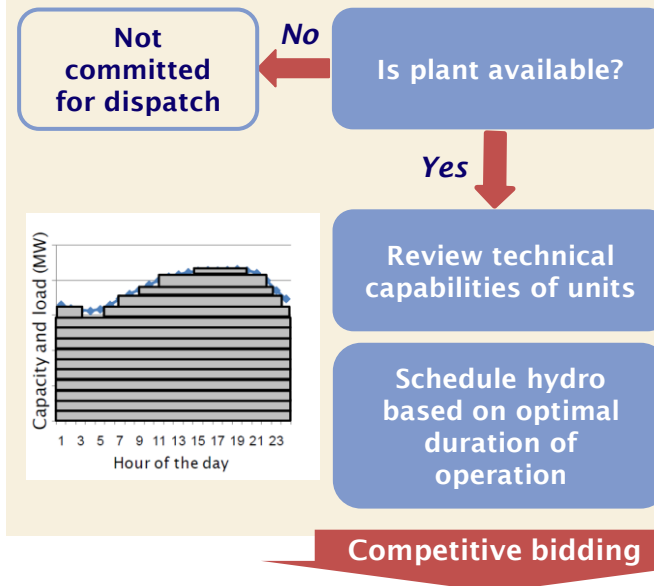 Not
committed
for dispatch
No
Is plant available?
Yes
Review technical
capabilities of units
Capacity and load (MW)
1 3 5 7 9 11 13 15 17 19 21 23
Hour of the day
Schedule hydro
based on optimal
duration of
operation
Competitive bidding